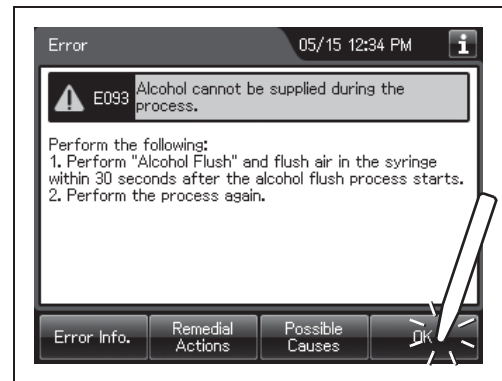 Error 05/15 12:34 PM i
E093 Alcohol cannot be supplied during the
process.
Perform the following:
1. Perform "Alcohol Flush" and flush air in the syringe
within 30 seconds after the alcohol flush process starts.
2. Perform the process again.
Error Info. Remedial Actions Possible Causes OK